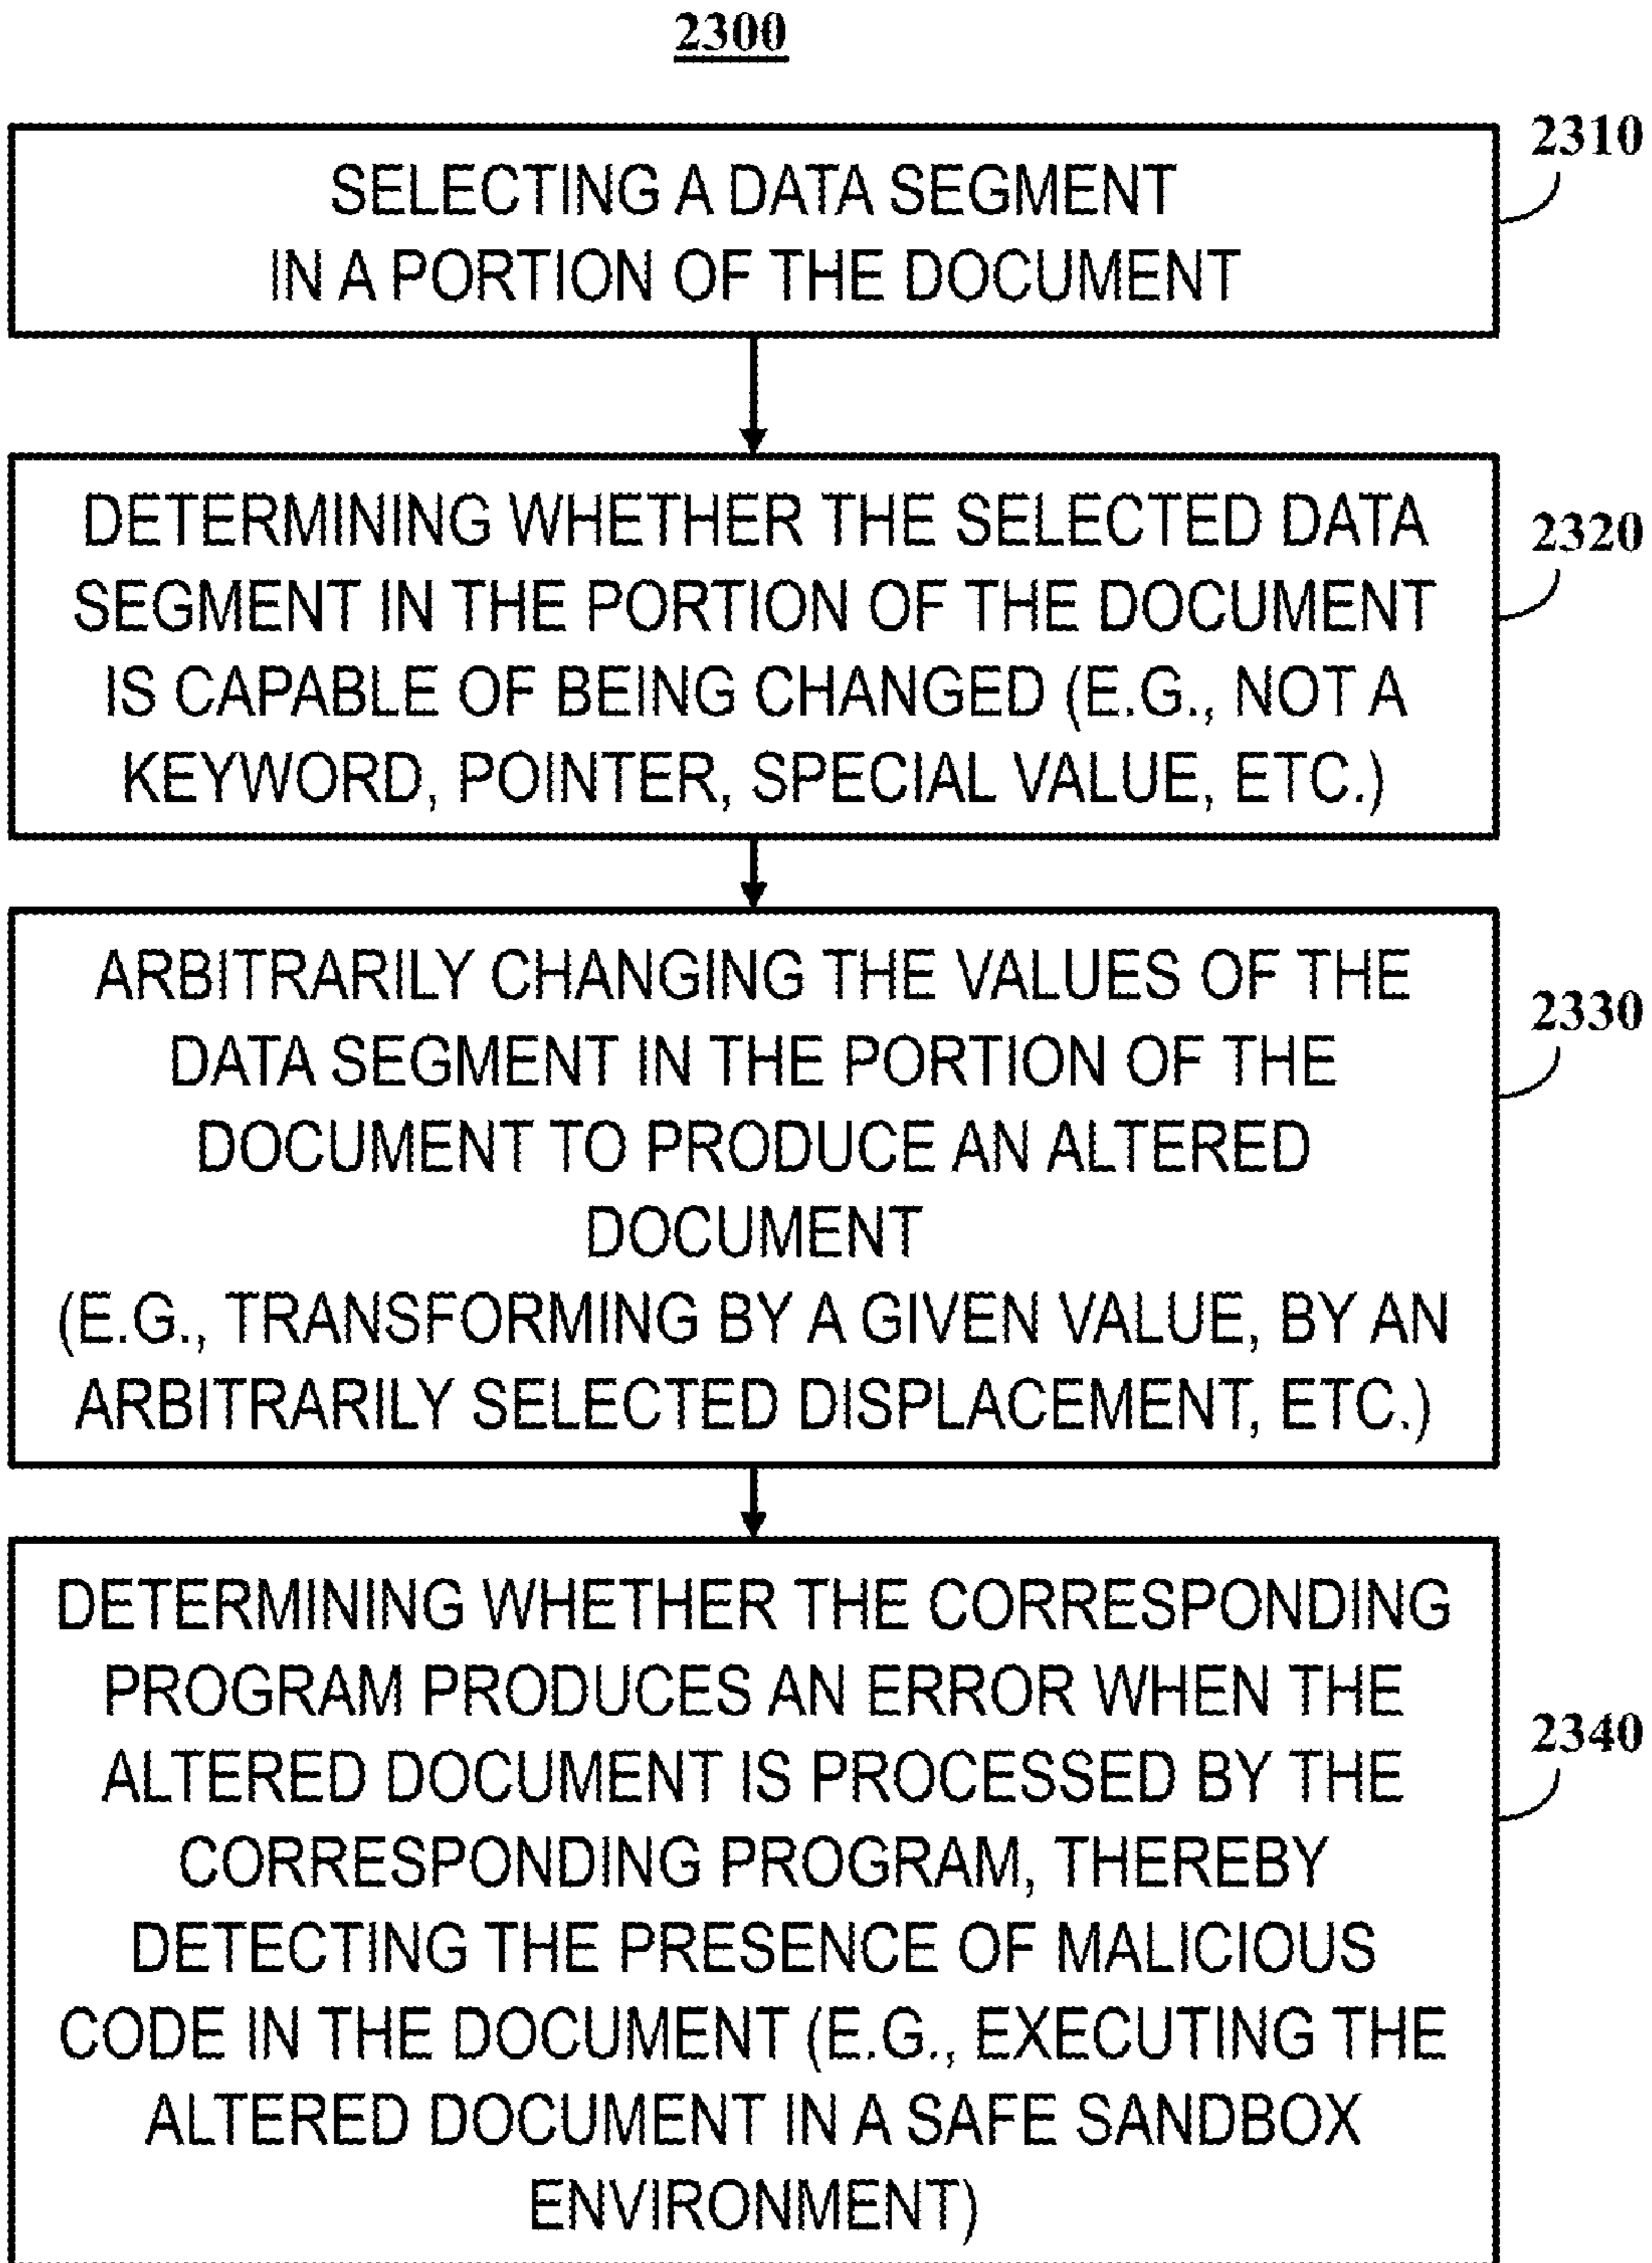 2300
2310
SELECTING A DATA SEGMENT
IN A PORTION OF THE DOCUMENT
2320
DETERMINING WHETHER THE SELECTED DATA
SEGMENT IN THE PORTION OF THE DOCUMENT
IS CAPABLE OF BEING CHANGED (E.G., NOT A
KEYWORD, POINTER, SPECIAL VALUE, ETC.)
2330
ARBITRARILY CHANGING THE VALUES OF THE
DATA SEGMENT IN THE PORTION OF THE
DOCUMENT TO PRODUCE AN ALTERED
DOCUMENT
(E.G., TRANSFORMING BY A GIVEN VALUE, BY AN
ARBITRARILY SELECTED DISPLACEMENT, ETC.)
2340
DETERMINING WHETHER THE CORRESPONDING
PROGRAM PRODUCES AN ERROR WHEN THE
ALTERED DOCUMENT IS PROCESSED BY THE
CORRESPONDING PROGRAM, THEREBY
DETECTING THE PRESENCE OF MALICIOUS
CODE IN THE DOCUMENT (E.G., EXECUTING THE
ALTERED DOCUMENT IN A SAFE SANDBOX
ENVIRONMENT)